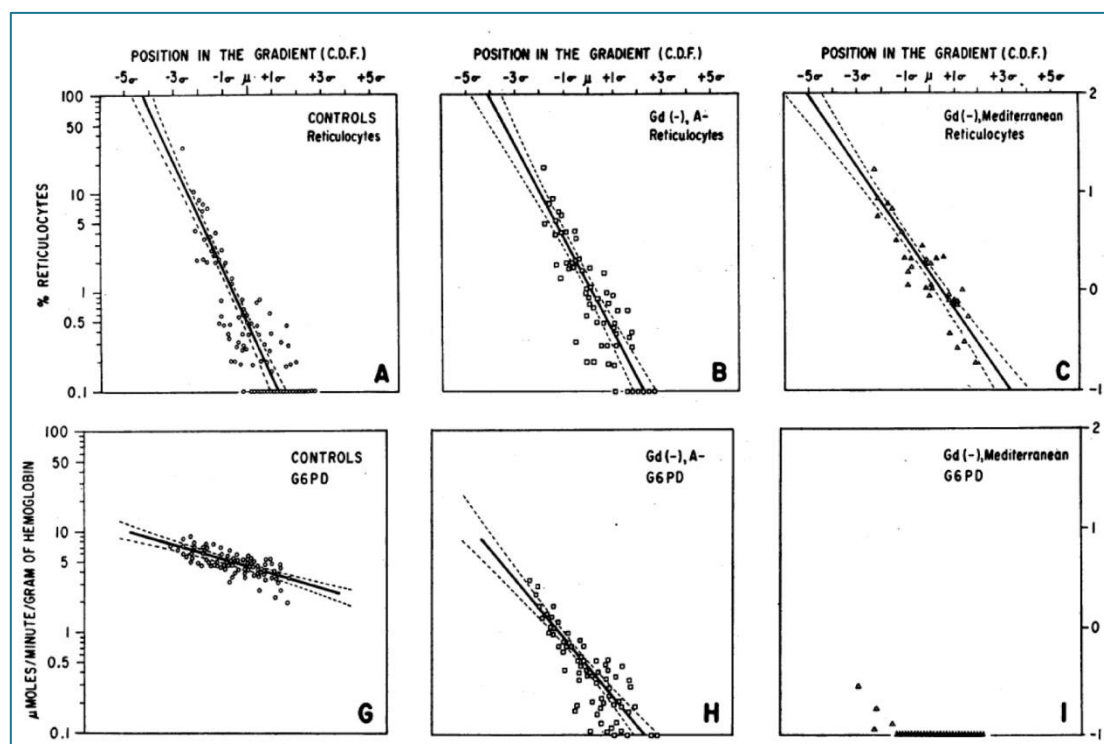 POSITION IN THE GRADIENT (C.D.F.)
-5σ -3σ -1σ μ +1σ +3σ +5σ
100
50
10
5
1
0.5
0.1
% RETICULOCYTES
CONTROLS
Reticulocytes
A
POSITION IN THE GRADIENT (C.D.F.)
-5σ -3σ -1σ μ +1σ +3σ +5σ
Gd (-), A-
Reticulocytes
B
POSITION IN THE GRADIENT (C.D.F.)
-5σ -3σ -1σ μ +1σ +3σ +5σ
Gd (-), Mediterranean
Reticulocytes
C
2
1
0
-1
μMOLES/MINUTE/GRAM OF HEMOGLOBIN
100
50
10
5
1
0.5
0.1
CONTROLS
G6PD
G
Gd (-), A-
G6PD
H
Gd (-), Mediterranean
G6PD
I
2
1
0
-1